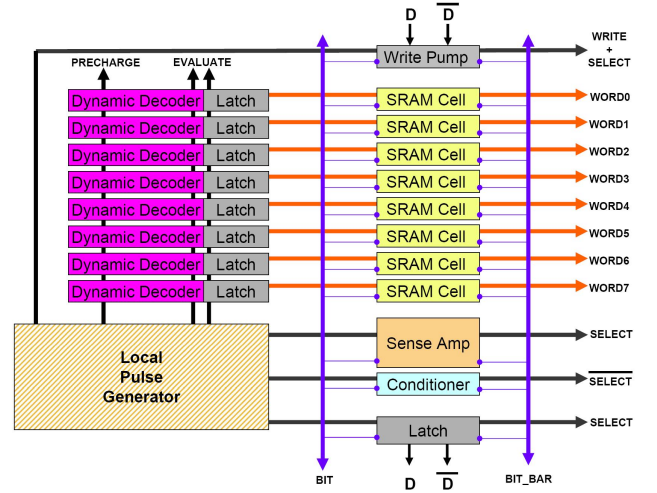 D D
WRITE
+
SELECT
Write Pump
PRECHARGE EVALUATE
Dynamic Decoder Latch SRAM Cell WORD0
Dynamic Decoder Latch SRAM Cell WORD1
Dynamic Decoder Latch SRAM Cell WORD2
Dynamic Decoder Latch SRAM Cell WORD3
Dynamic Decoder Latch SRAM Cell WORD4
Dynamic Decoder Latch SRAM Cell WORD5
Dynamic Decoder Latch SRAM Cell WORD6
Dynamic Decoder Latch SRAM Cell WORD7
Local
Pulse
Generator
Sense Amp SELECT
Conditioner SELECT
Latch SELECT
BIT D D BIT_BAR